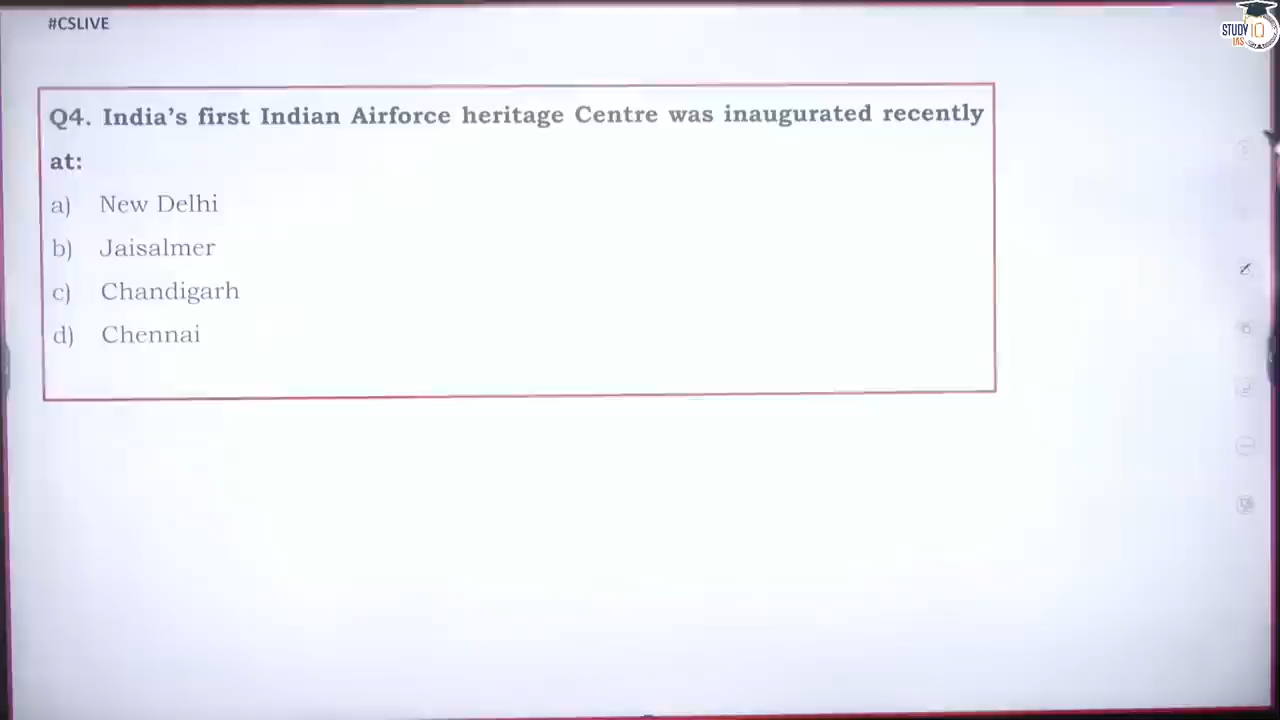 #CSLIVE
STUDY IQ
IAS
Q4. India's first Indian Airforce heritage Centre was inaugurated recently
at:
a) New Delhi
b) Jaisalmer
c) Chandigarh
d) Chennai